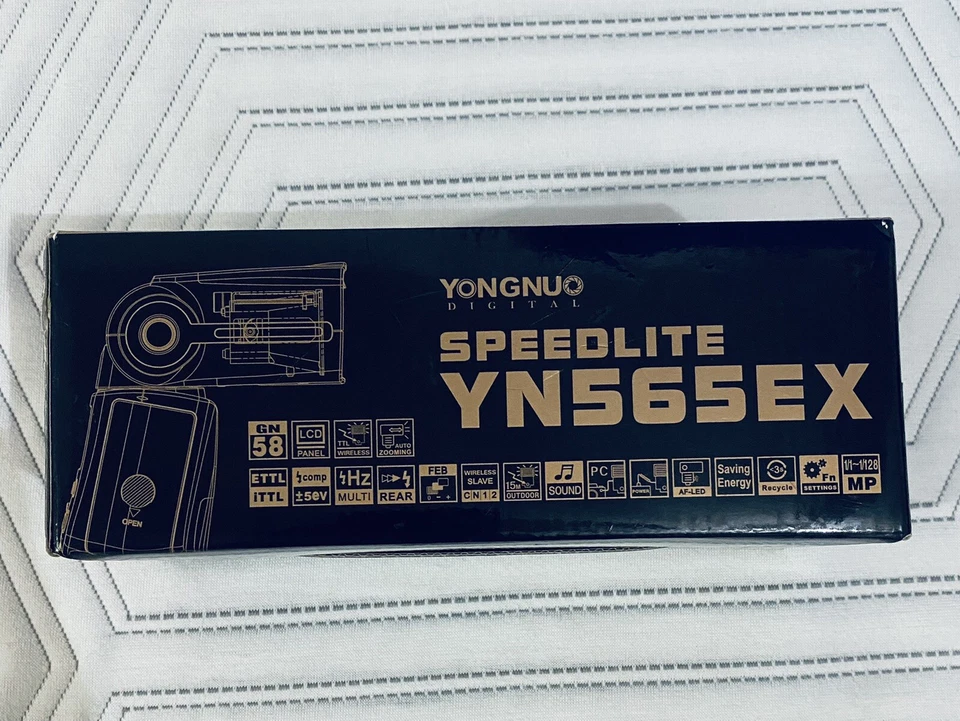 YONGNUO
DIGITAL
SPEEDLITE
YN565EX
GN 58
LCD PANEL
TTL WIRELESS
AUTO ZOOMING
ETTL iTTL
comp ±5ev
Hz MULTI
REAR
FEB
WIRELESS SLAVE C N 1 2
15M OUTDOOR
SOUND
PC
POWER
AF-LED
Saving Energy
~3s Recycle
Fn SETTINGS
1/1~1/128 MP
OPEN